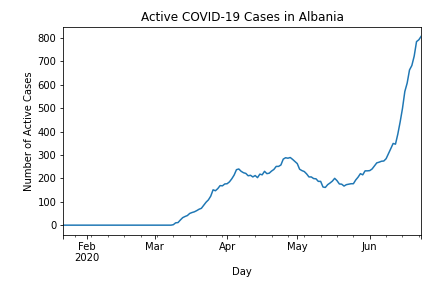 Active COVID-19 Cases in Albania
Number of Active Cases
800
700
600
500
400
300
200
100
0
Feb Mar Apr May Jun
2020
Day